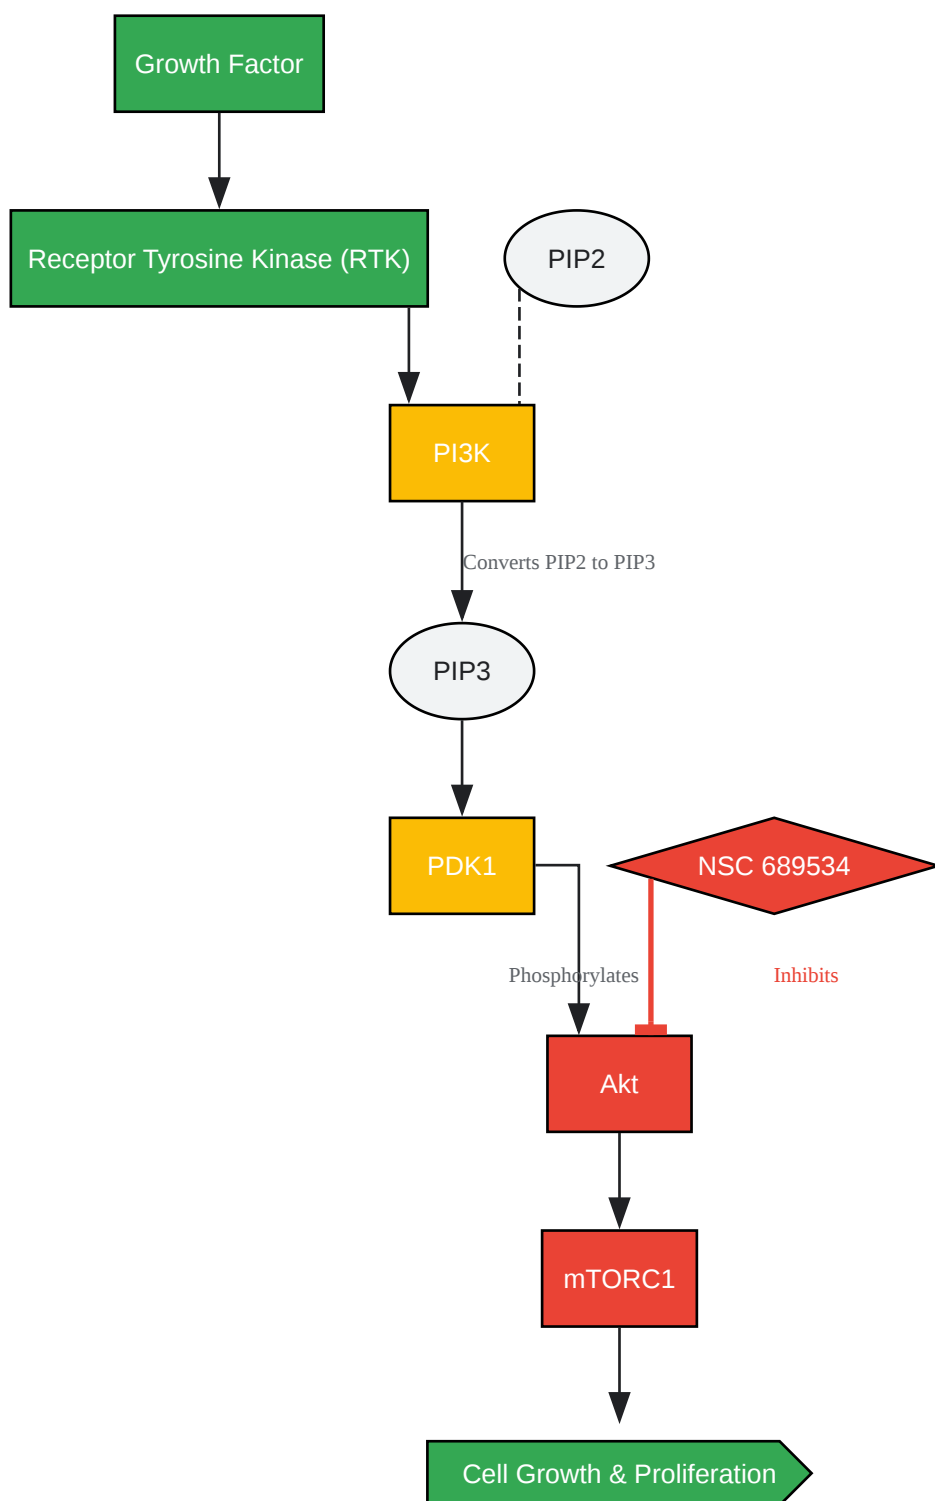 Growth Factor
Receptor Tyrosine Kinase (RTK)
PIP2
PI3K
Converts PIP2 to PIP3
PIP3
PDK1
NSC 689534
Phosphorylates
Inhibits
Akt
mTORC1
Cell Growth & Proliferation